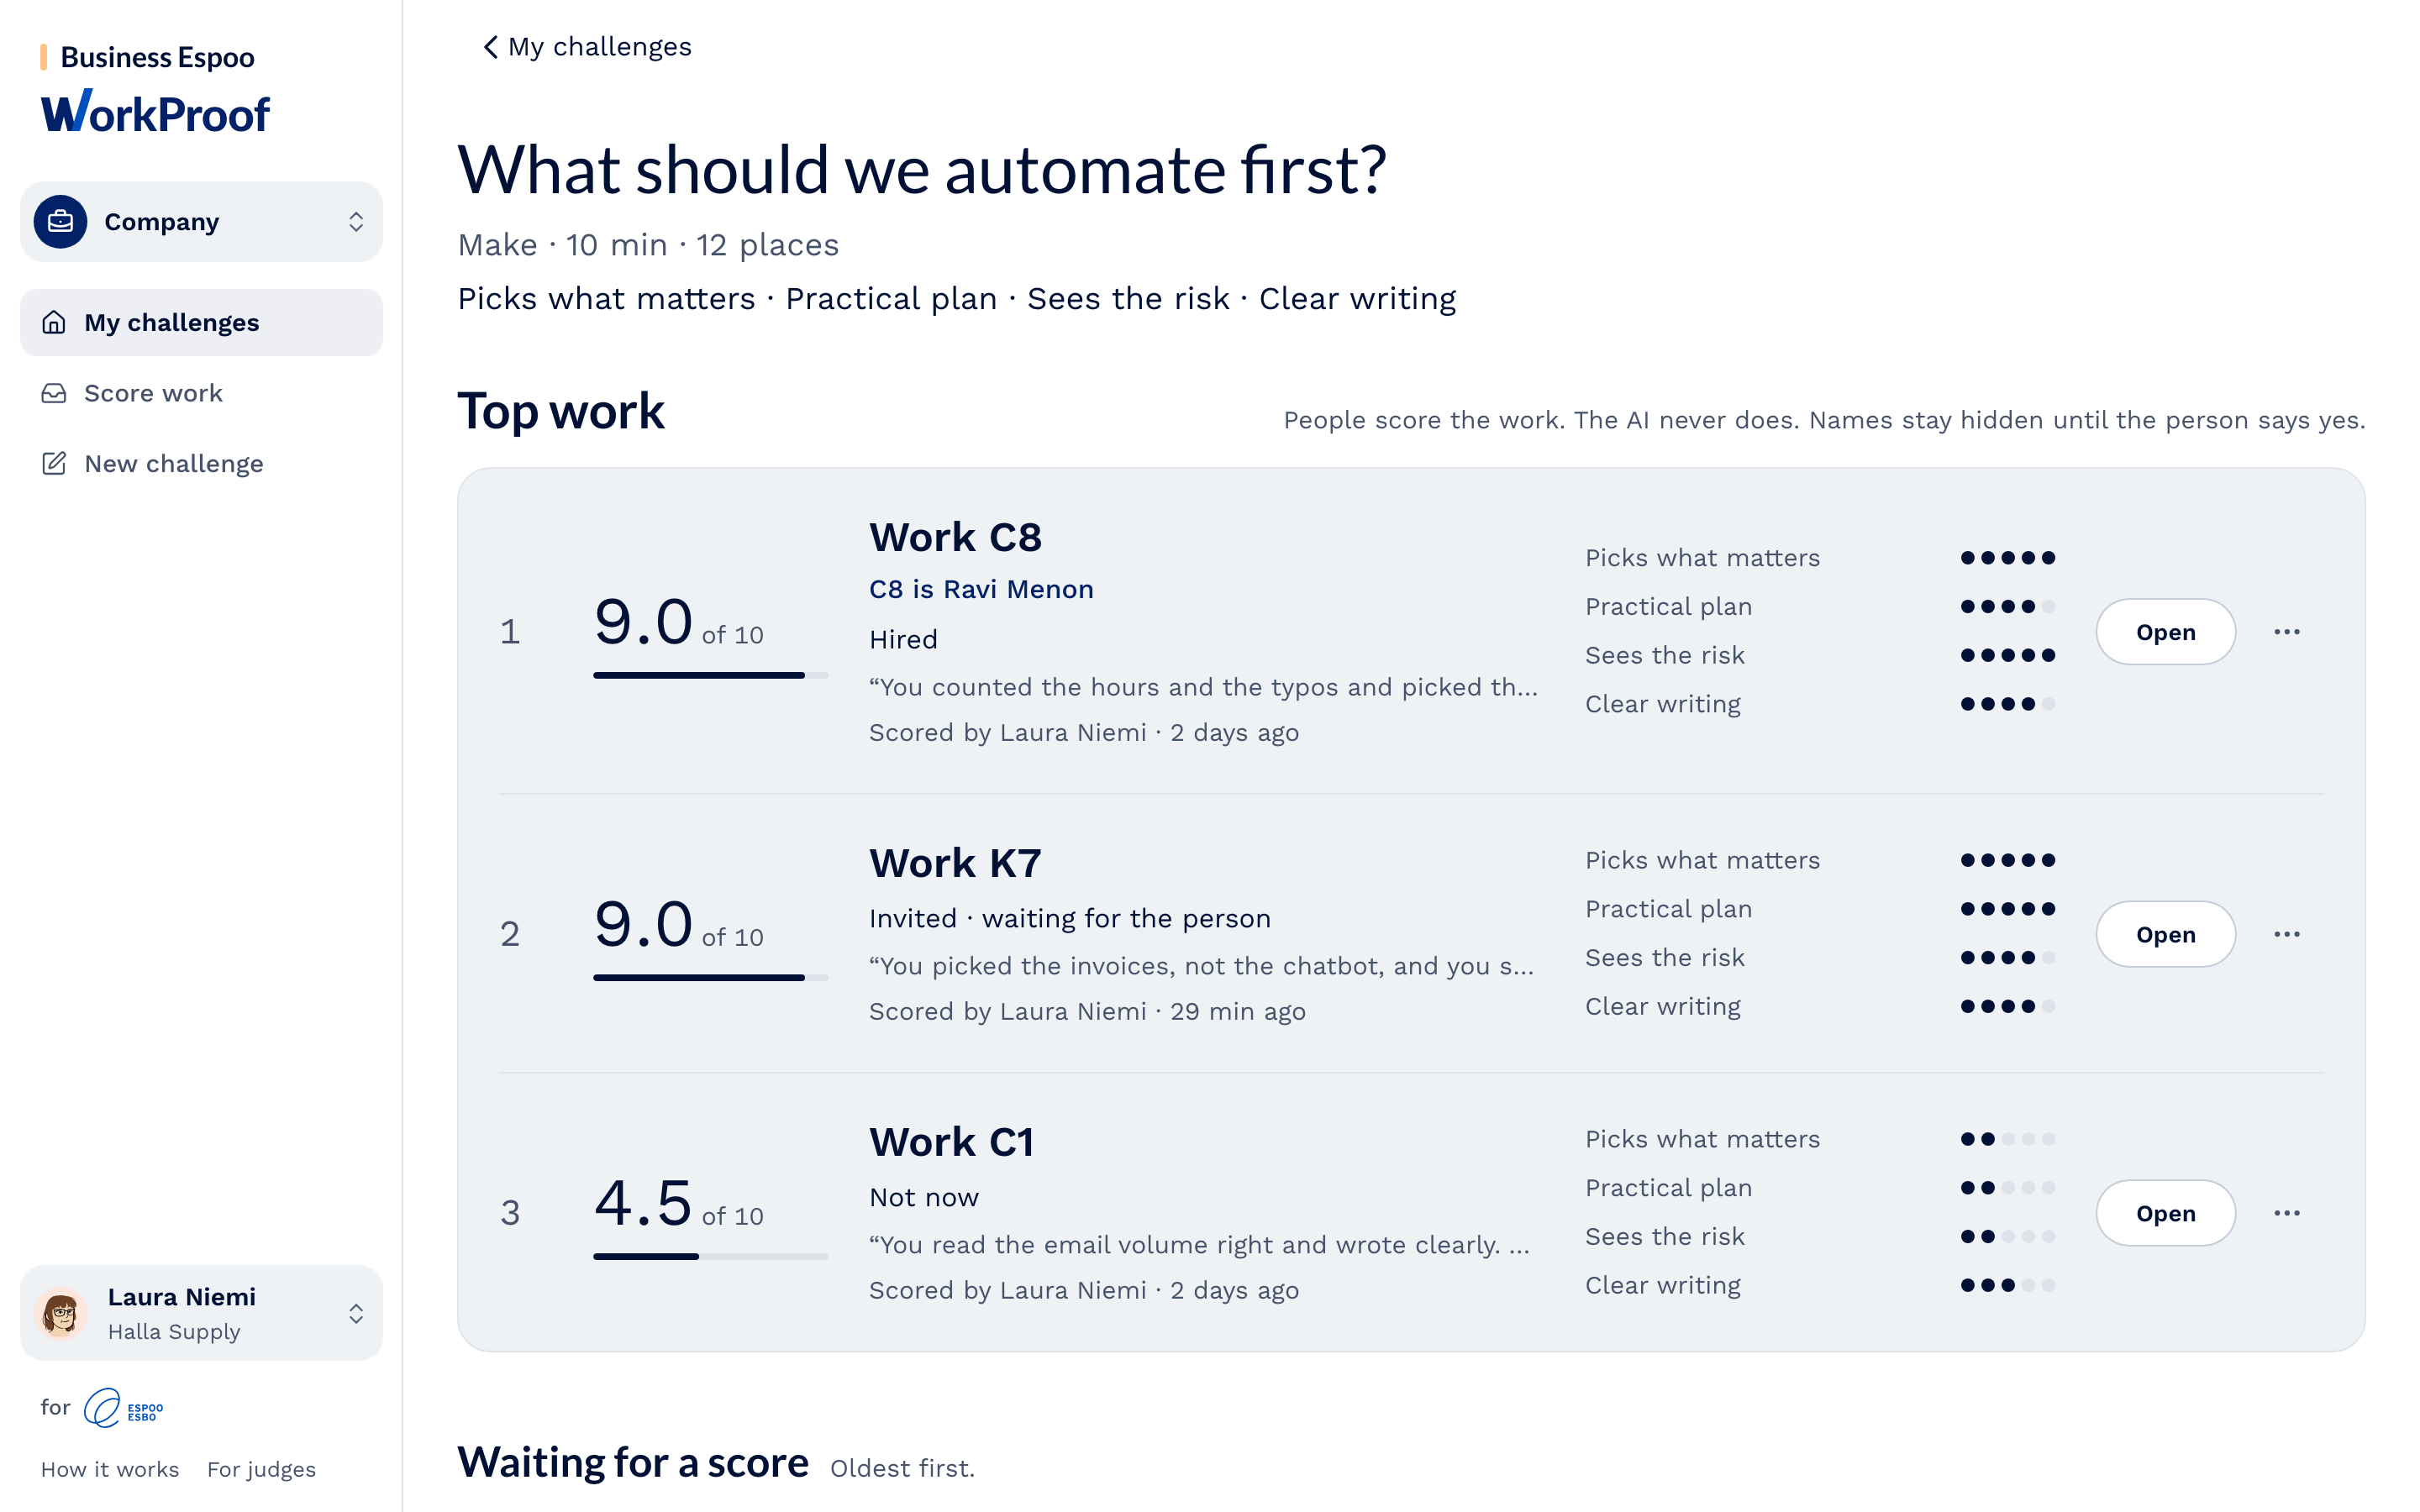 Business Espoo
WorkProof
Company
My challenges
Score work
New challenge
Laura Niemi
Halla Supply
for ESPOO ESBO
How it works For judges
My challenges
What should we automate first?
Make · 10 min · 12 places
Picks what matters · Practical plan · Sees the risk · Clear writing
Top work
People score the work. The AI never does. Names stay hidden until the person says yes.
1
9.0 of 10
Work C8
C8 is Ravi Menon
Hired
“You counted the hours and the typos and picked th...
Scored by Laura Niemi · 2 days ago
Picks what matters
Practical plan
Sees the risk
Clear writing
Open
2
9.0 of 10
Work K7
Invited · waiting for the person
“You picked the invoices, not the chatbot, and you s...
Scored by Laura Niemi · 29 min ago
Picks what matters
Practical plan
Sees the risk
Clear writing
Open
3
4.5 of 10
Work C1
Not now
“You read the email volume right and wrote clearly. ...
Scored by Laura Niemi · 2 days ago
Picks what matters
Practical plan
Sees the risk
Clear writing
Open
Waiting for a score Oldest first.